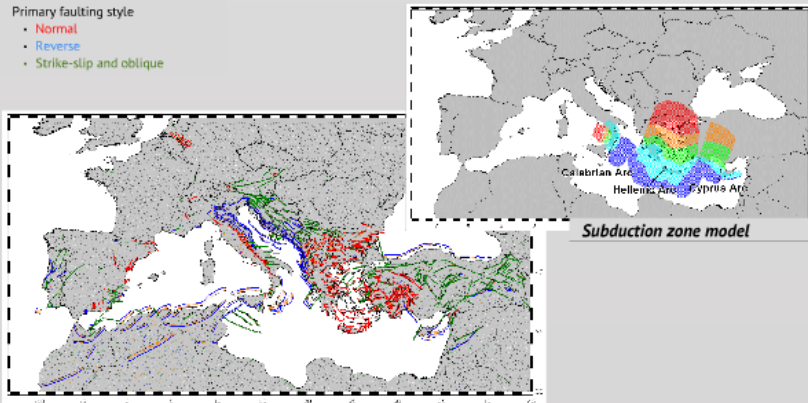 Primary faulting style
Normal
Reverse
Strike-slip and oblique
Calabrian Arc
Hellenic Arc
Cyprus Arc
Subduction zone model